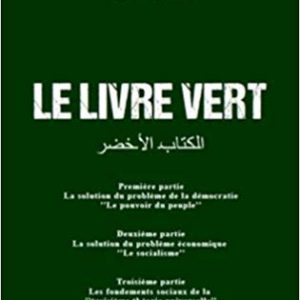 LE LIVRE VERT
الكتاب الأخضر
Première partie
La solution du problème de la démocratie
"Le pouvoir du peuple"
Deuxième partie
La solution du problème économique
"Le socialisme"
Troisième partie
Les fondements sociaux de la